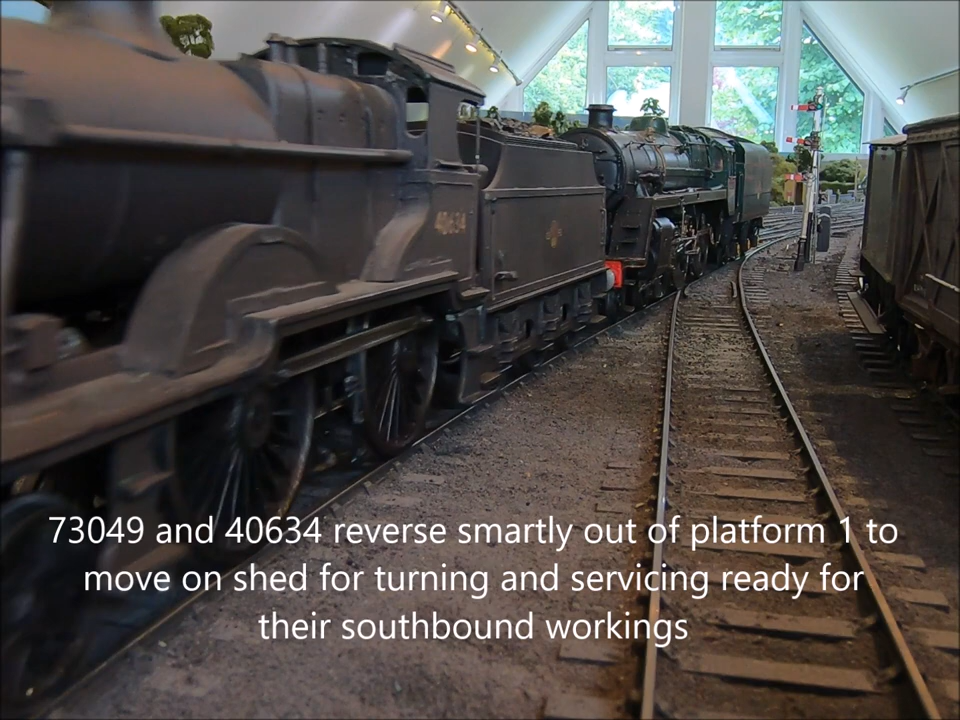 40634
73049 and 40634 reverse smartly out of platform 1 to
move on shed for turning and servicing ready for
their southbound workings